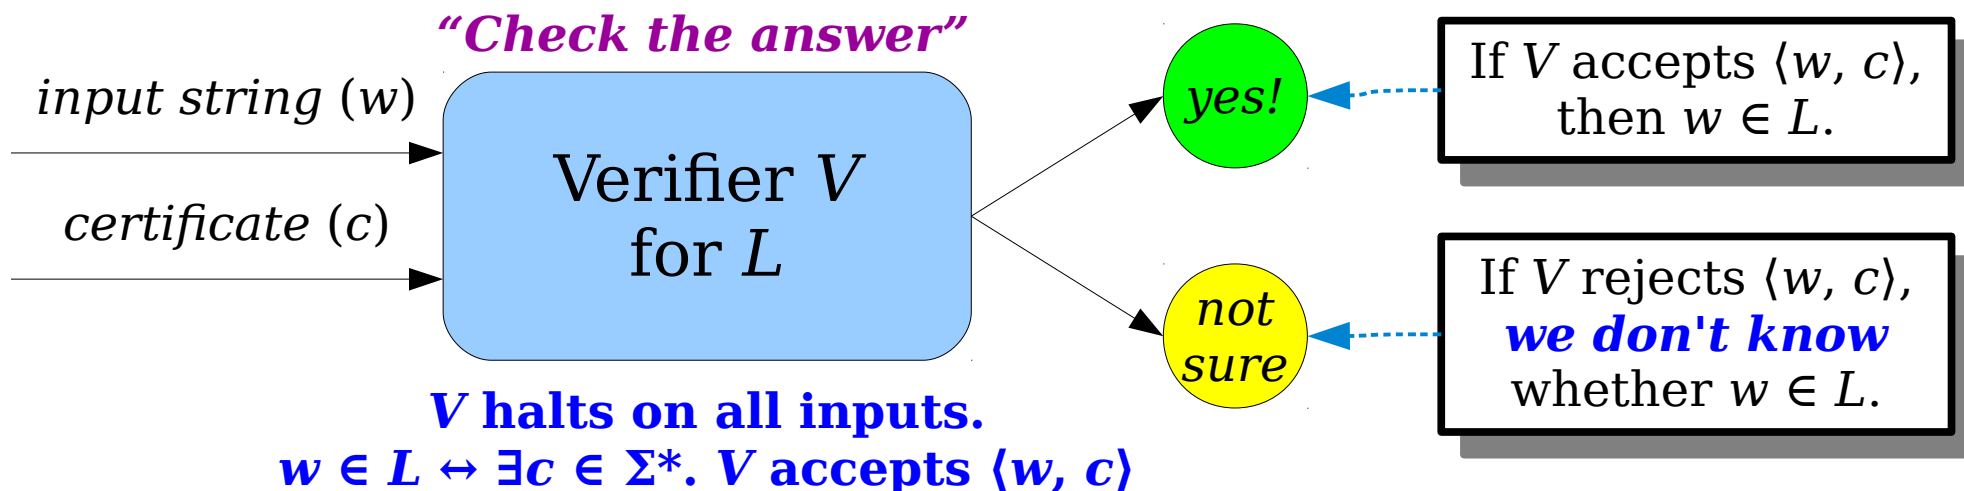 “Check the answer”
input string (w)
certificate (c)
Verifier V
for L
yes!
not
sure
If V accepts ⟨w, c⟩,
then w ∈ L.
If V rejects ⟨w, c⟩,
we don't know
whether w ∈ L.
V halts on all inputs.
w ∈ L ↔ ∃c ∈ Σ*. V accepts ⟨w, c⟩